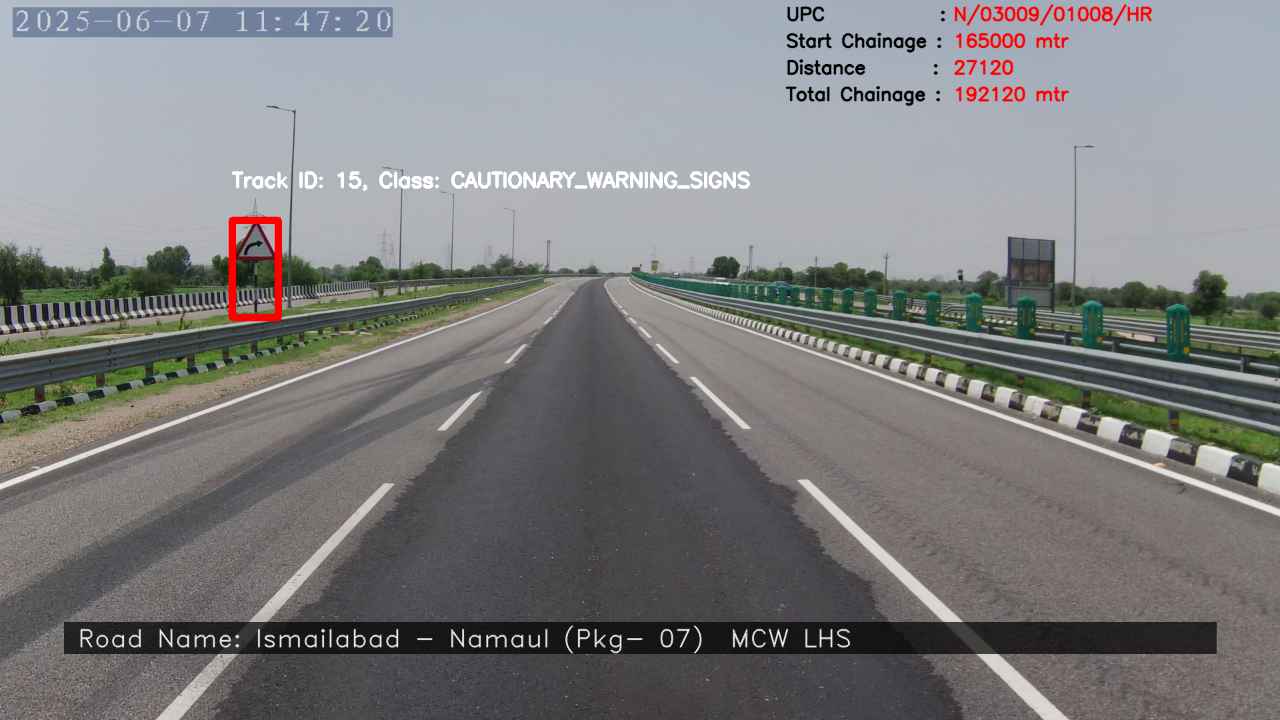 2025-06-07 11:47:20
UPC : N/03009/01008/HR
Start Chainage : 165000 mtr
Distance : 27120
Total Chainage : 192120 mtr
Track ID: 15, Class: CAUTIONARY_WARNING_SIGNS
Road Name: Ismailabad - Namaul (Pkg- 07) MCW LHS